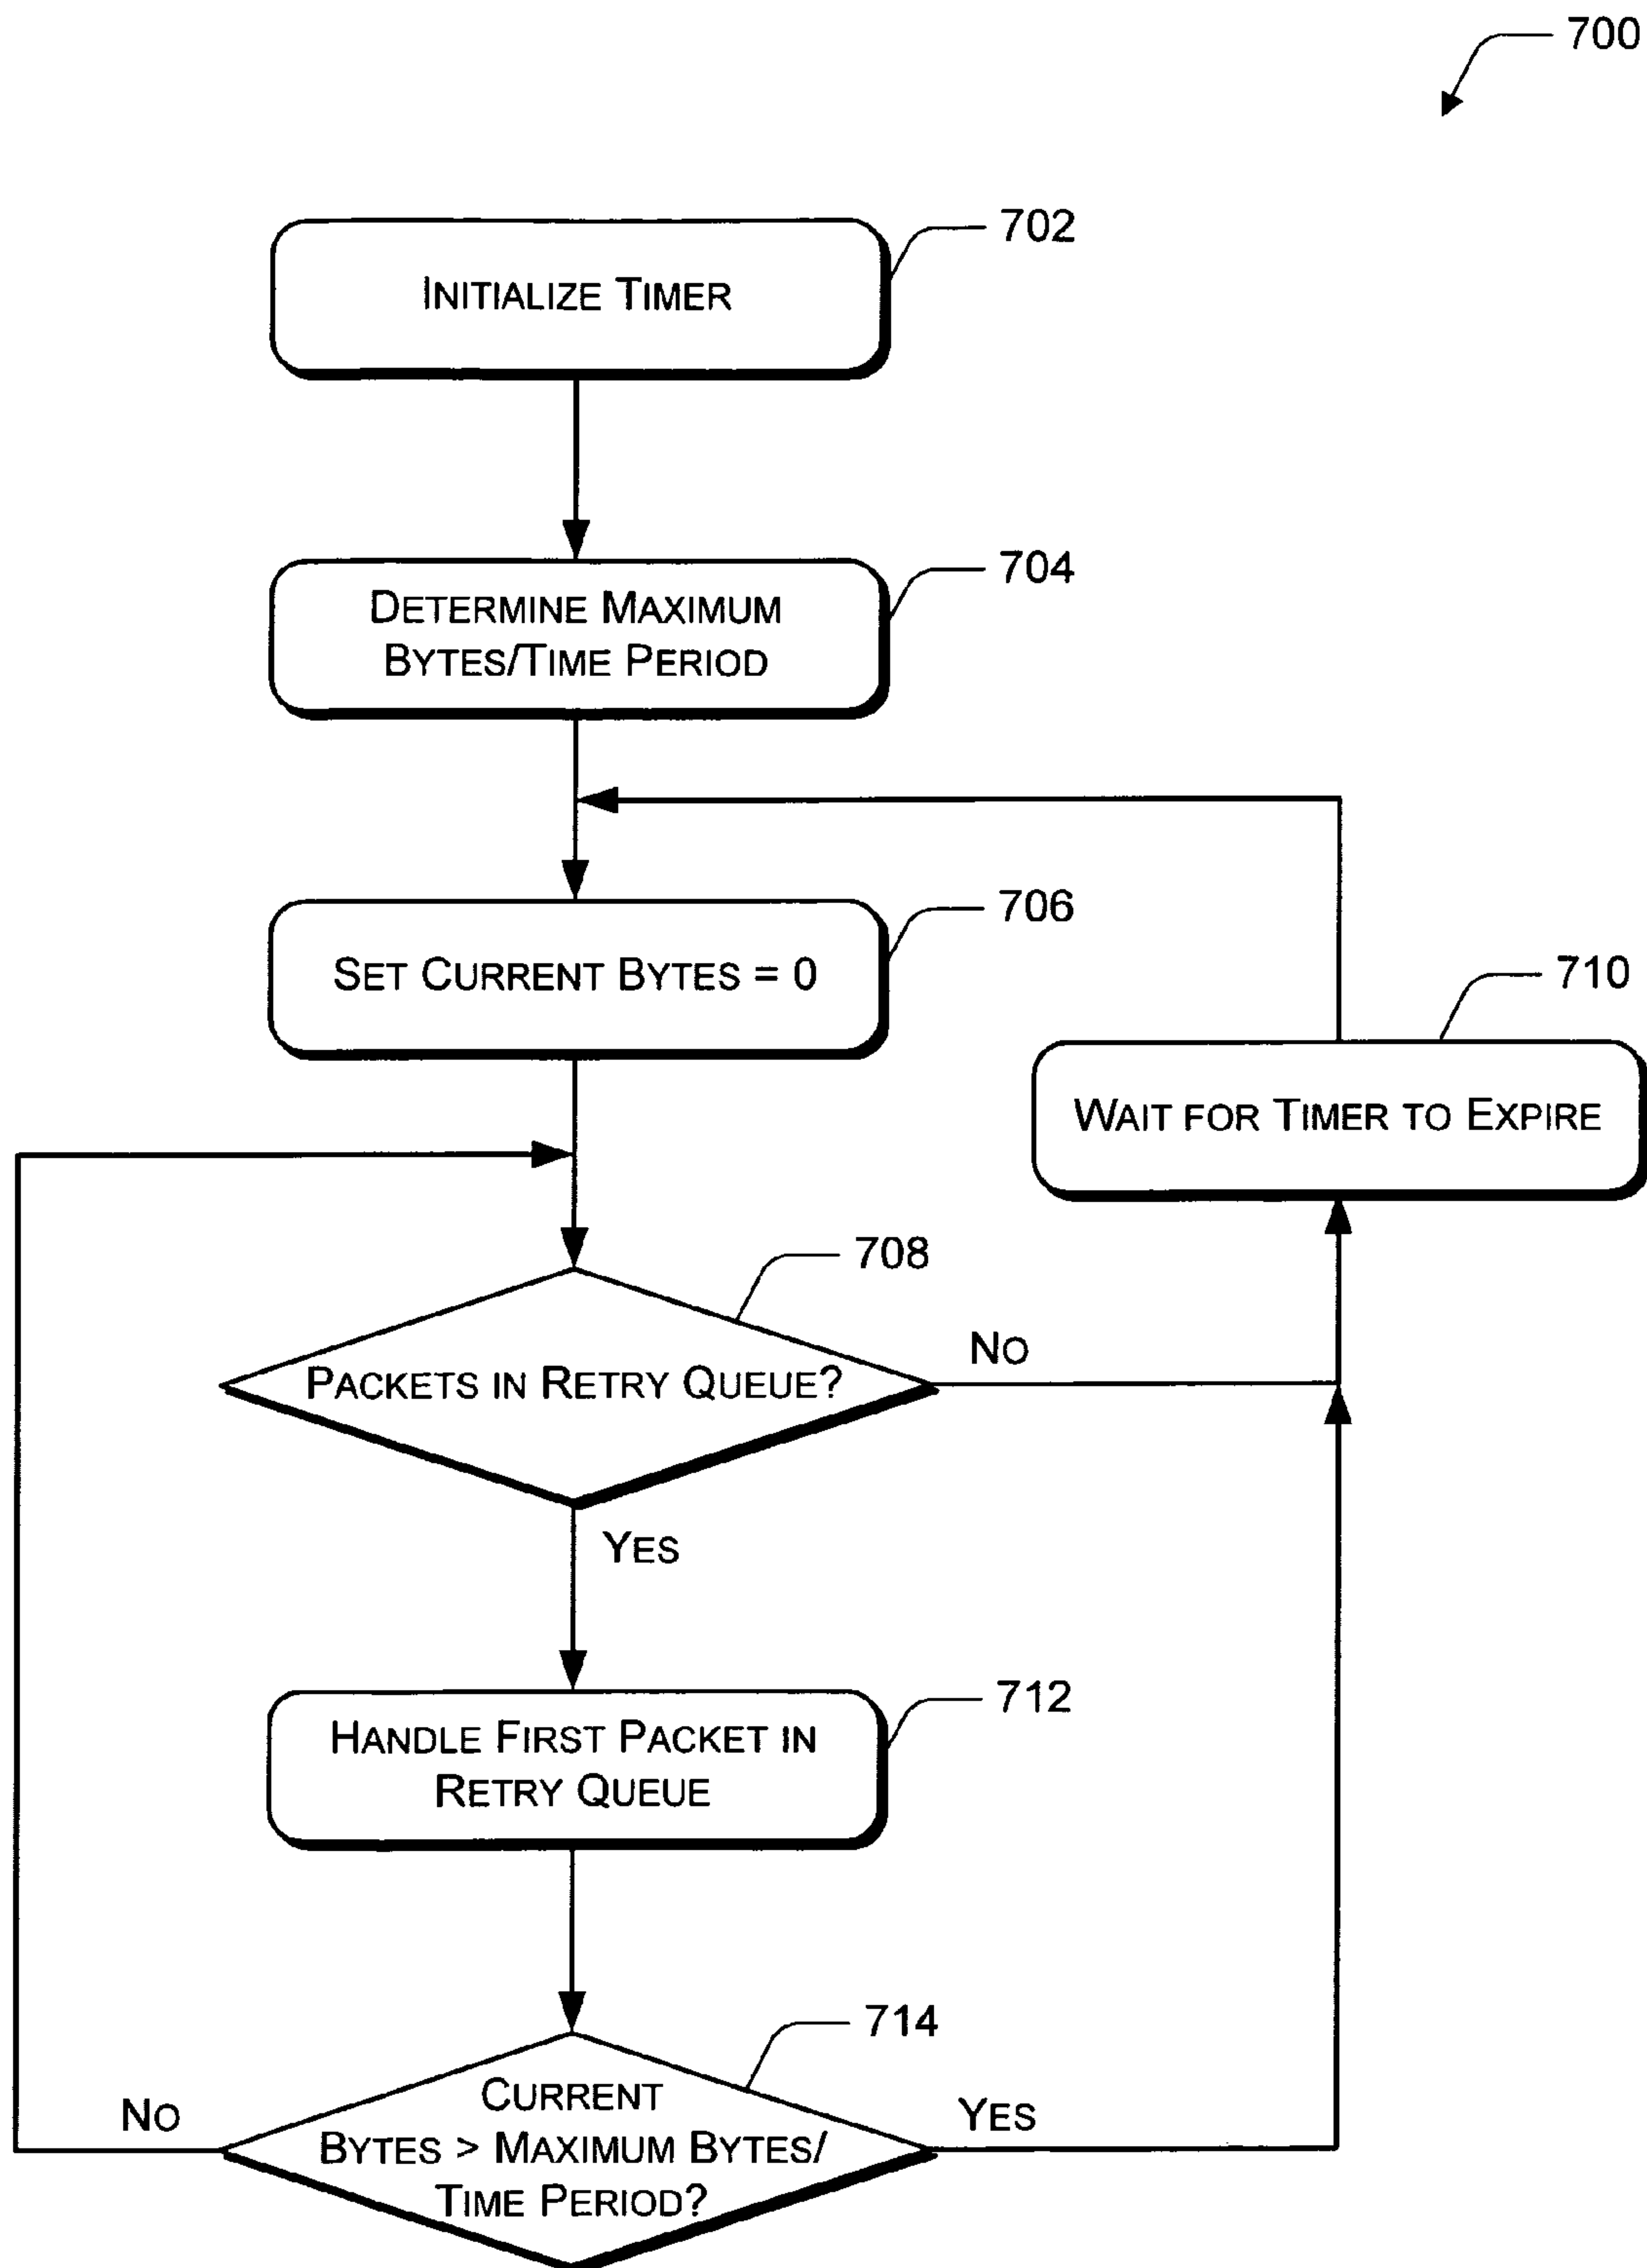 700
702
INITIALIZE TIMER
704
DETERMINE MAXIMUM
BYTES/TIME PERIOD
706
SET CURRENT BYTES = 0
710
WAIT FOR TIMER TO EXPIRE
708
PACKETS IN RETRY QUEUE?
NO
YES
712
HANDLE FIRST PACKET IN
RETRY QUEUE
714
CURRENT
BYTES > MAXIMUM BYTES/
TIME PERIOD?
NO
YES